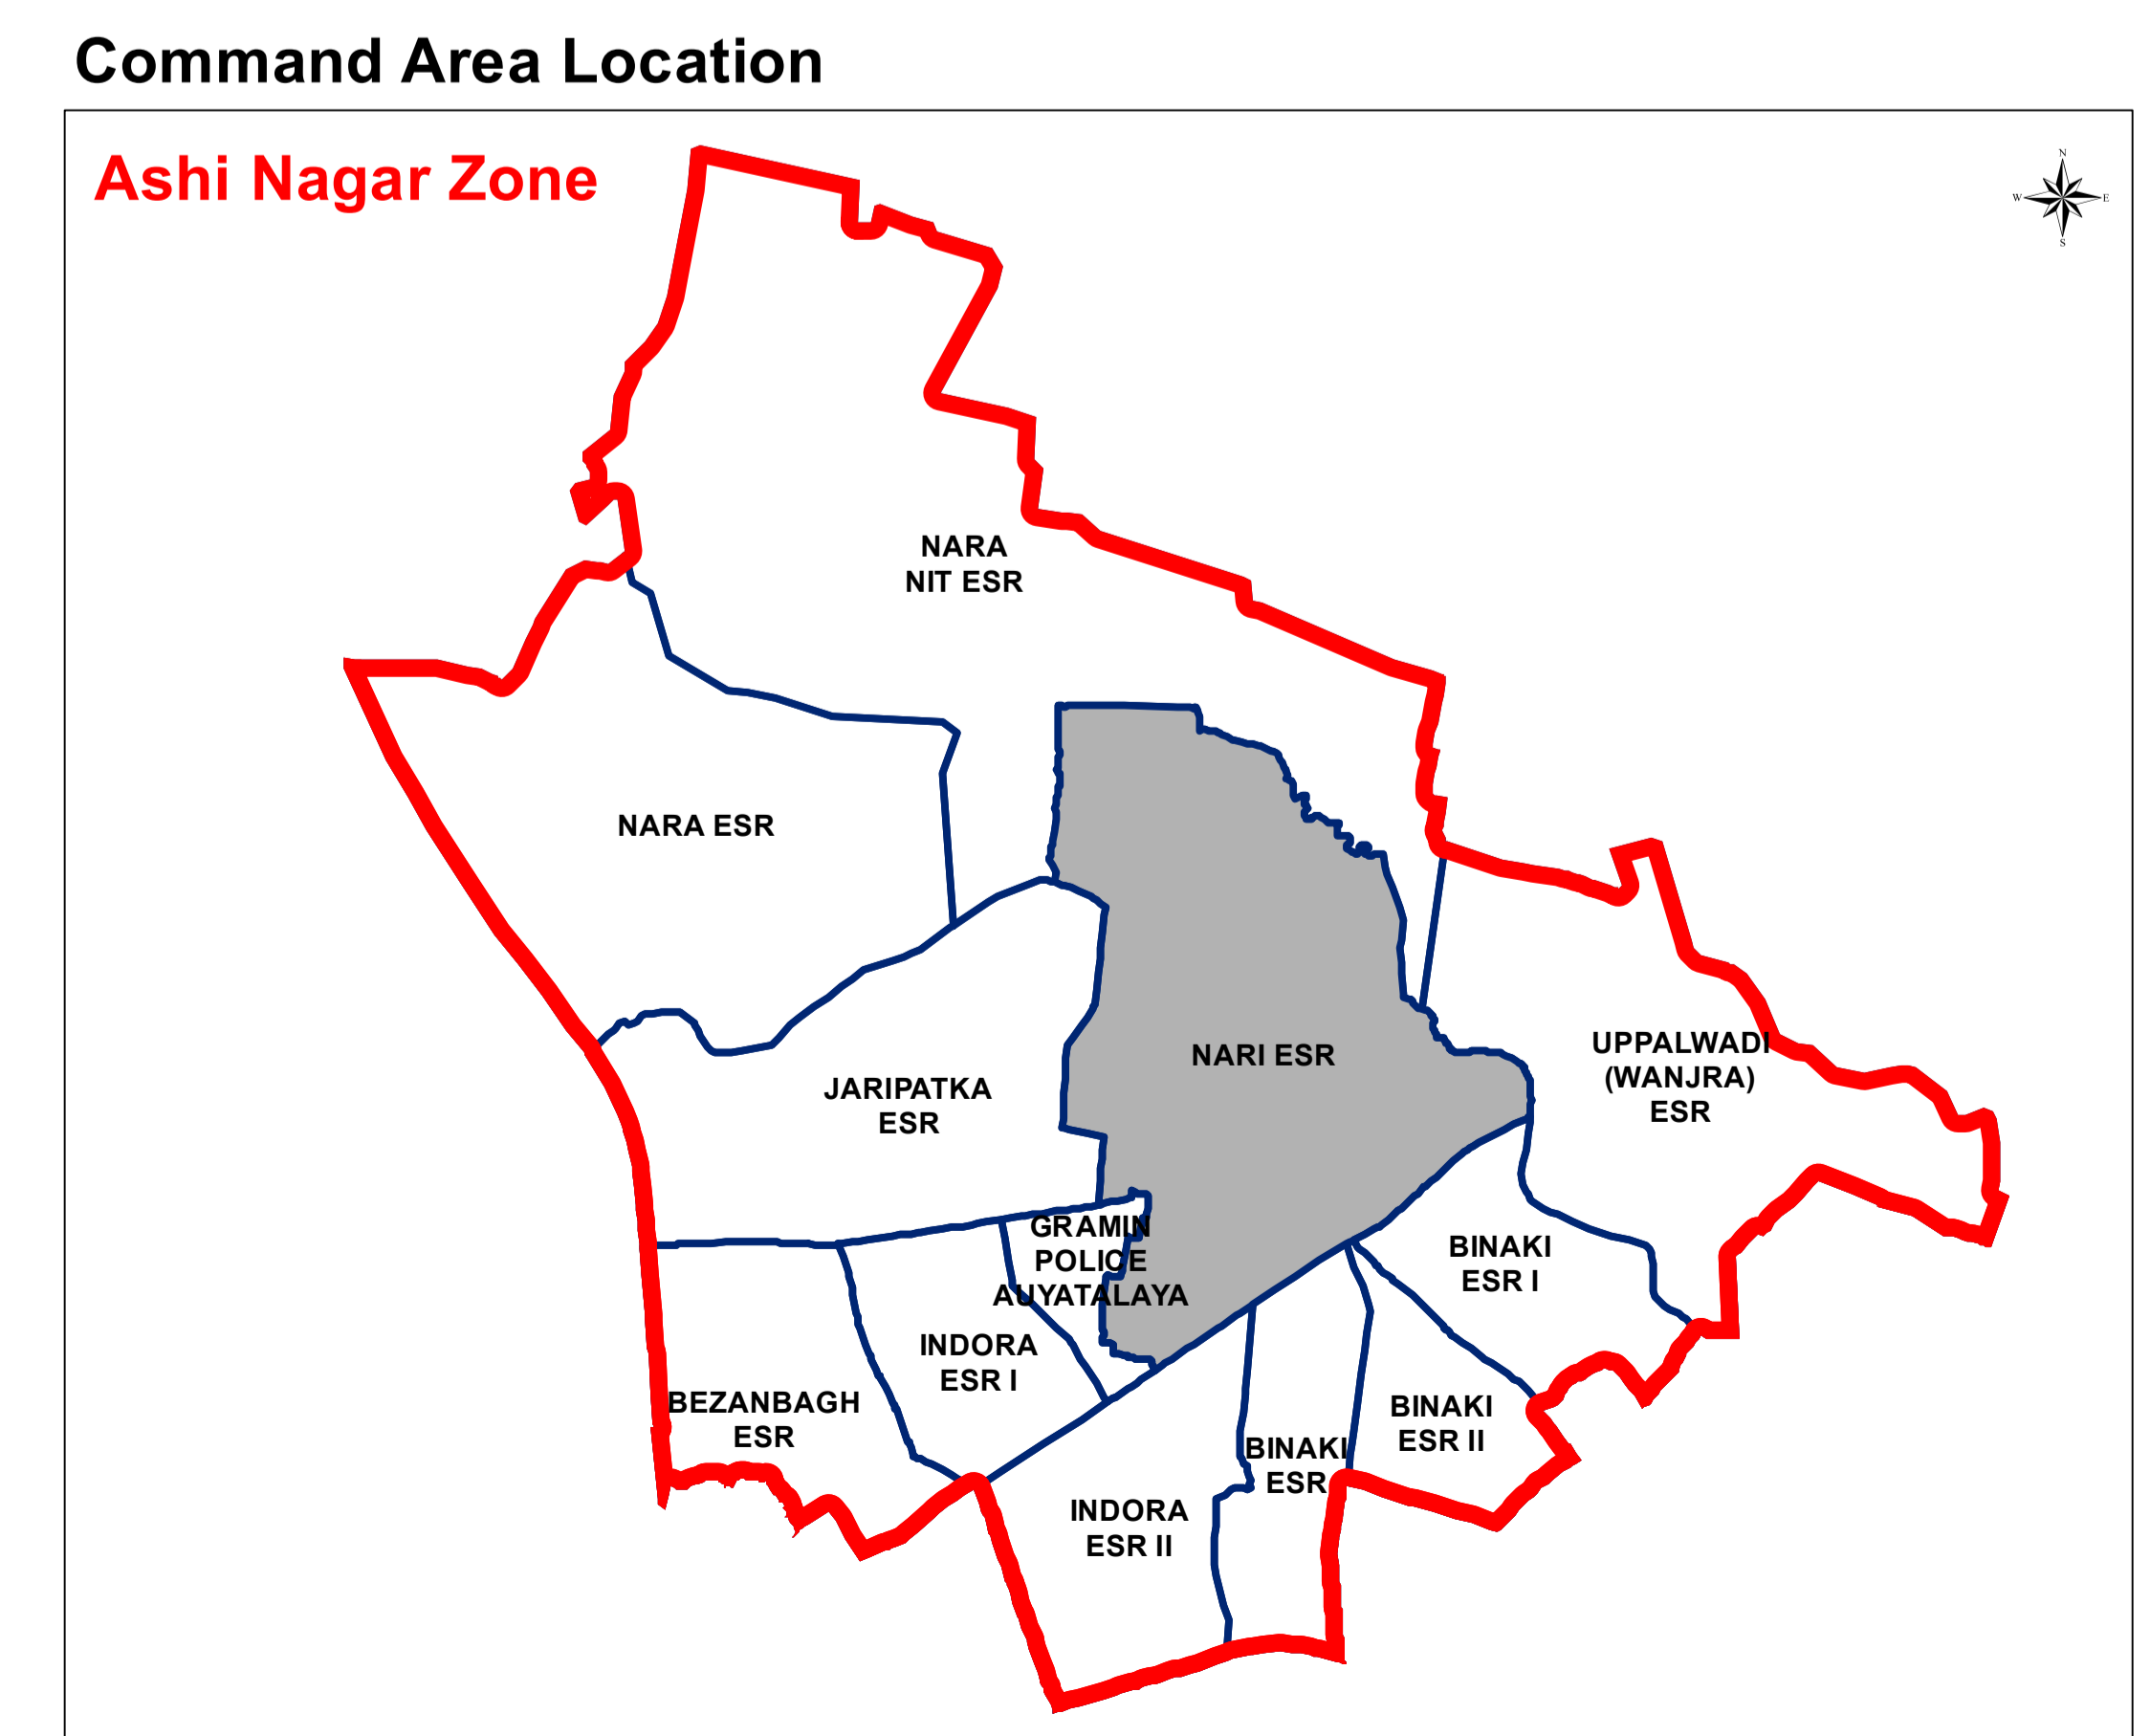 Command Area Location
Ashi Nagar Zone
N
W
E
S
NARA
NIT ESR
NARA ESR
NARI ESR
UPPALWADI
(WANJRA)
ESR
JARIPATKA
ESR
GRAMIN
POLICE
AUYATALAYA
BINAKI
ESR I
INDORA
ESR I
BEZANBAGH
ESR
BINAKI
ESR II
BINAKI
ESR
INDORA
ESR II